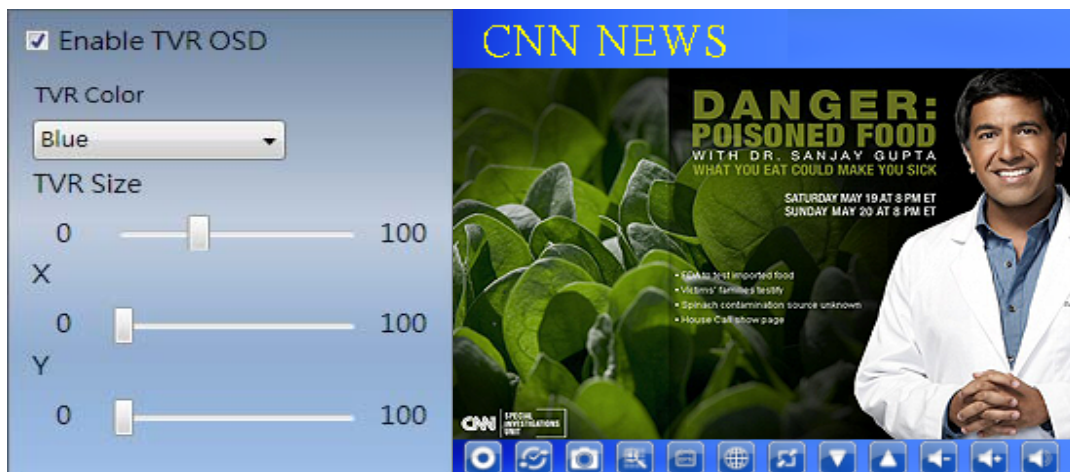 Enable TVR OSD
TVR Color
Blue
TVR Size
0 100
X
0 100
Y
0 100
CNN NEWS
DANGER:
POISONED FOOD
WITH DR. SANJAY GUPTA
WHAT YOU EAT COULD MAKE YOU SICK
SATURDAY MAY 19 AT 8 PM ET
SUNDAY MAY 20 AT 8 PM ET
• FDA to test imported food
• Victims' families testify
• Spinach contamination source unknown
• House Call show page
CNN SPECIAL
INVESTIGATIONS
UNIT